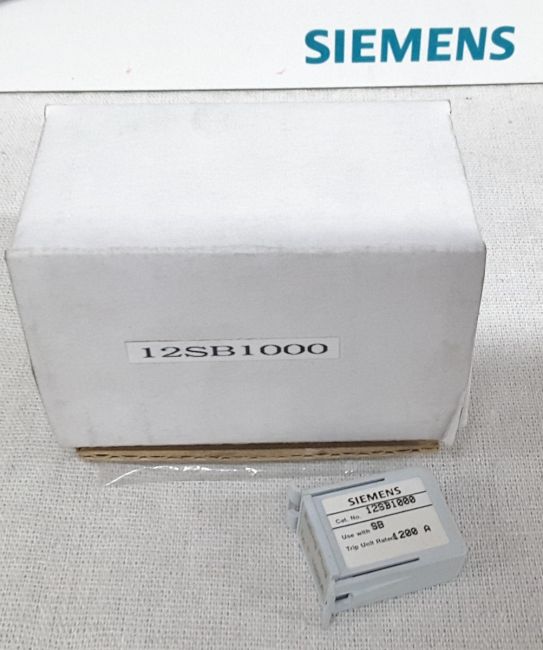 SIEMENS
12SB1000
SIEMENS
Cat. No. 12SB1000
Use with SB
Trip Unit Rated 1200 A